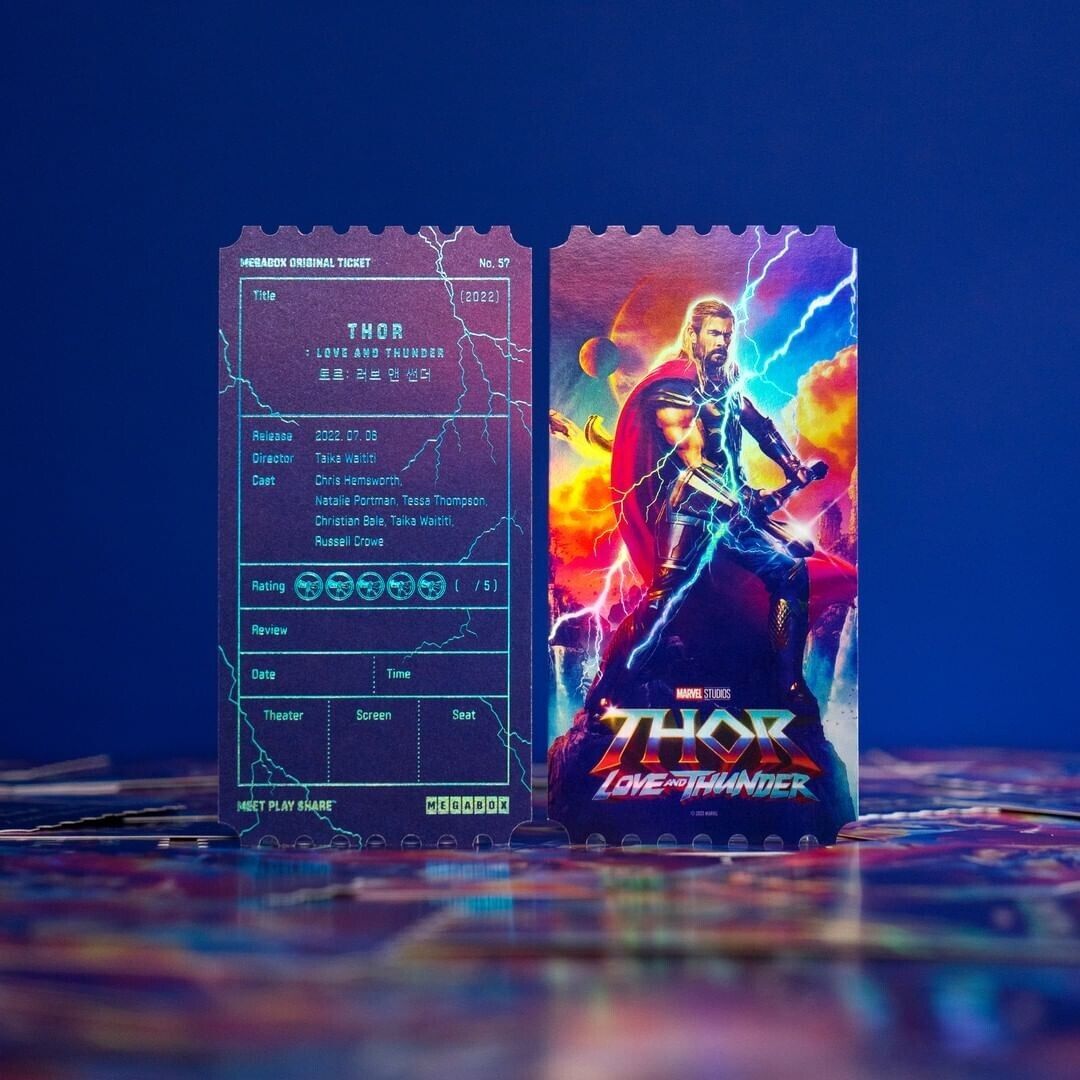 MEGABOX ORIGINAL TICKET
No. 57
Title
(2022)
THOR
: LOVE AND THUNDER
토르: 러브 앤 썬더
Release 2022. 07. 06
Director Taika Waititi
Cast Chris Hemsworth,
Natalie Portman, Tessa Thompson,
Christian Bale, Taika Waititi,
Russell Crowe
Rating ( / 5)
Review
Date
Time
Theater
Screen
Seat
MEET PLAY SHARE
MEGABOX
MARVEL STUDIOS
THOR
LOVE AND THUNDER
© 2022 MARVEL